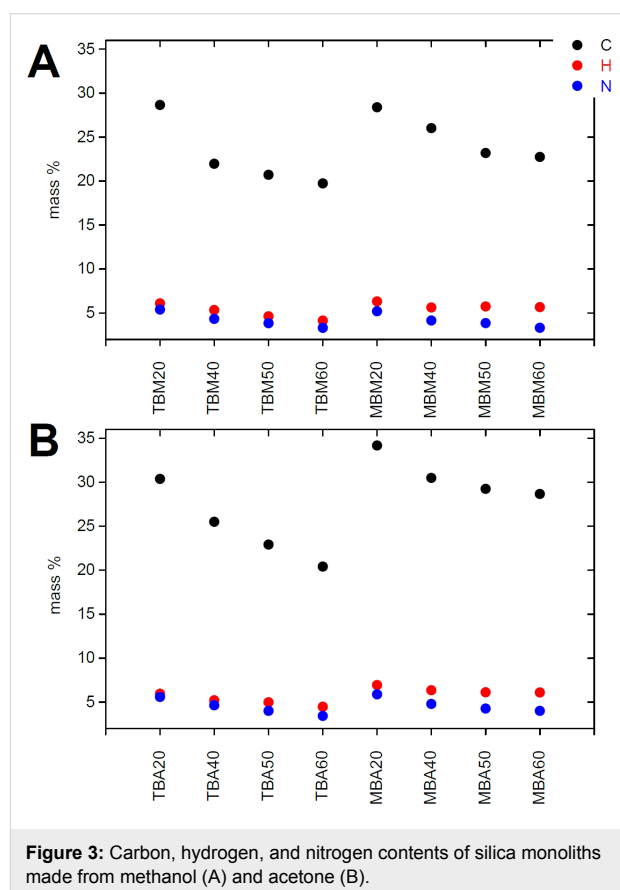 A
C
H
N
35
30
25
20
15
10
5
mass %
TBM20 TBM40 TBM50 TBM60 MBM20 MBM40 MBM50 MBM60
B
35
30
25
20
15
10
5
mass %
TBA20 TBA40 TBA50 TBA60 MBA20 MBA40 MBA50 MBA60
Figure 3: Carbon, hydrogen, and nitrogen contents of silica monoliths
made from methanol (A) and acetone (B).